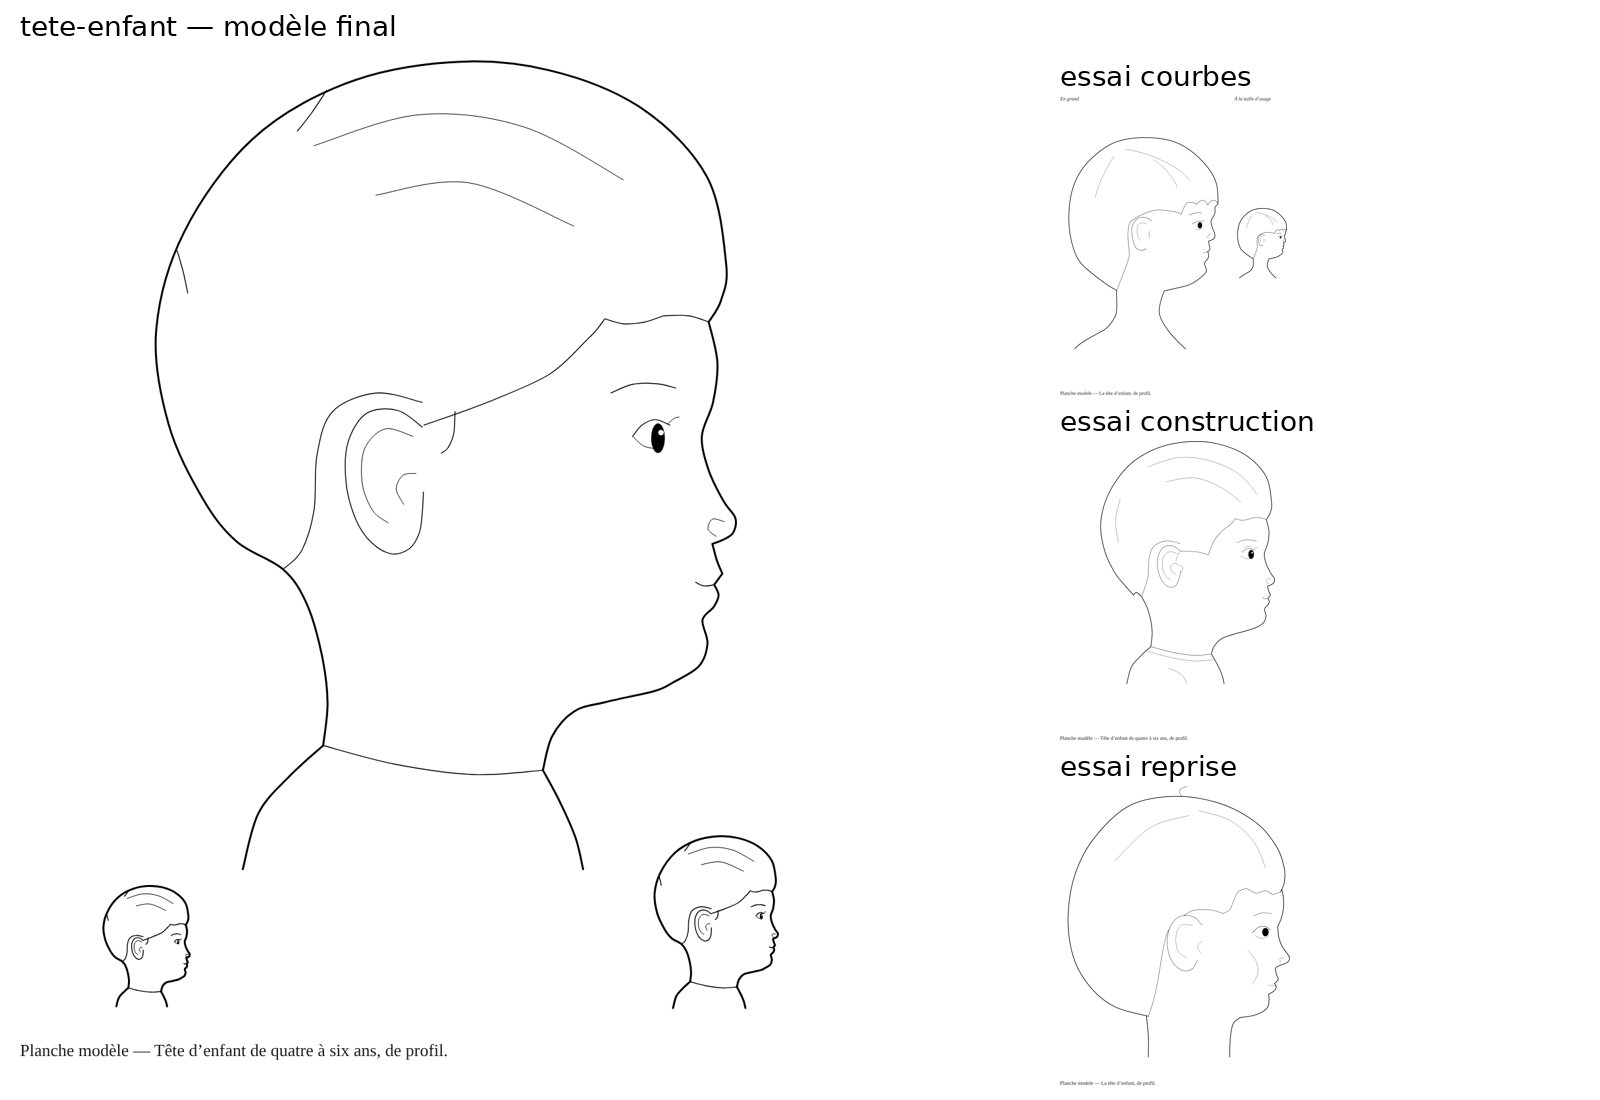 tete-enfant — modèle final
Planche modèle — Tête d’enfant de quatre à six ans, de profil.
essai courbes
En grand
À la taille d’usage
Planche modèle — La tête d’enfant, de profil.
essai construction
Planche modèle — Tête d’enfant de quatre à six ans, de profil.
essai reprise
Planche modèle — La tête d’enfant, de profil.